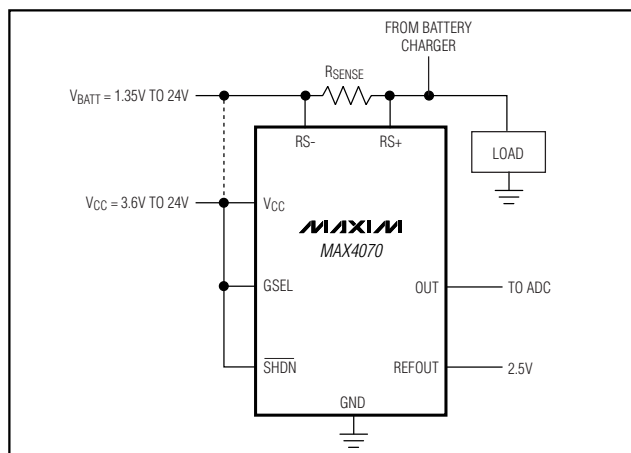 FROM BATTERY
CHARGER
RSENSE
VBATT = 1.35V TO 24V
RS-
RS+
LOAD
VCC = 3.6V TO 24V
VCC
MAXIM
MAX4070
GSEL
OUT
TO ADC
SHDN
REFOUT
2.5V
GND